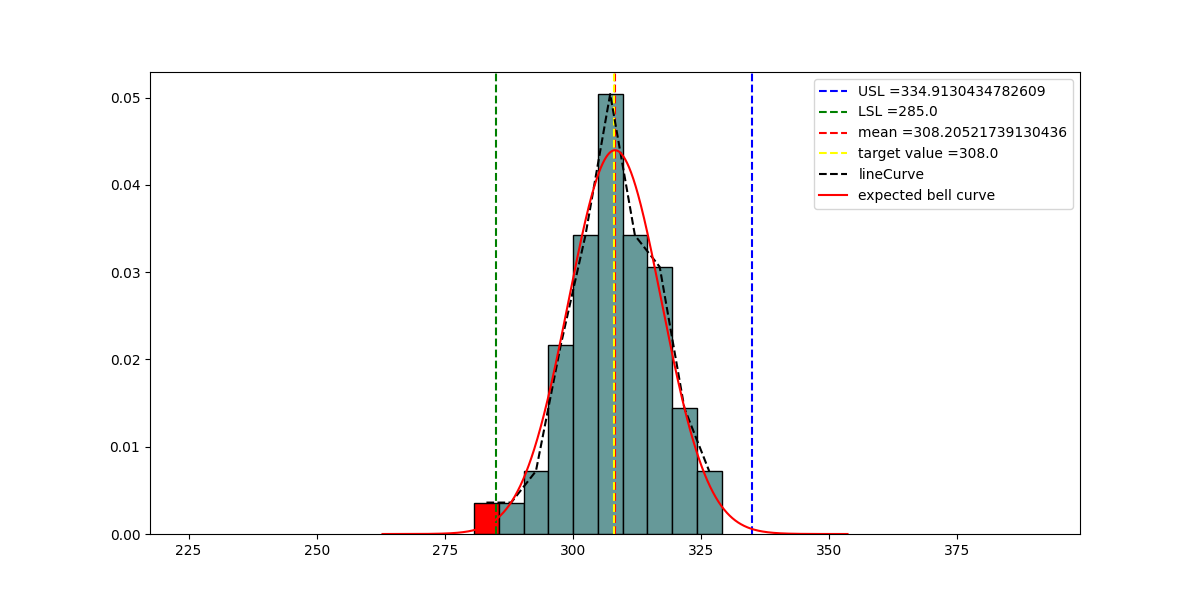 USL =334.9130434782609
LSL =285.0
mean =308.20521739130436
target value =308.0
lineCurve
expected bell curve
0.05
0.04
0.03
0.02
0.01
0.00
225 250 275 300 325 350 375